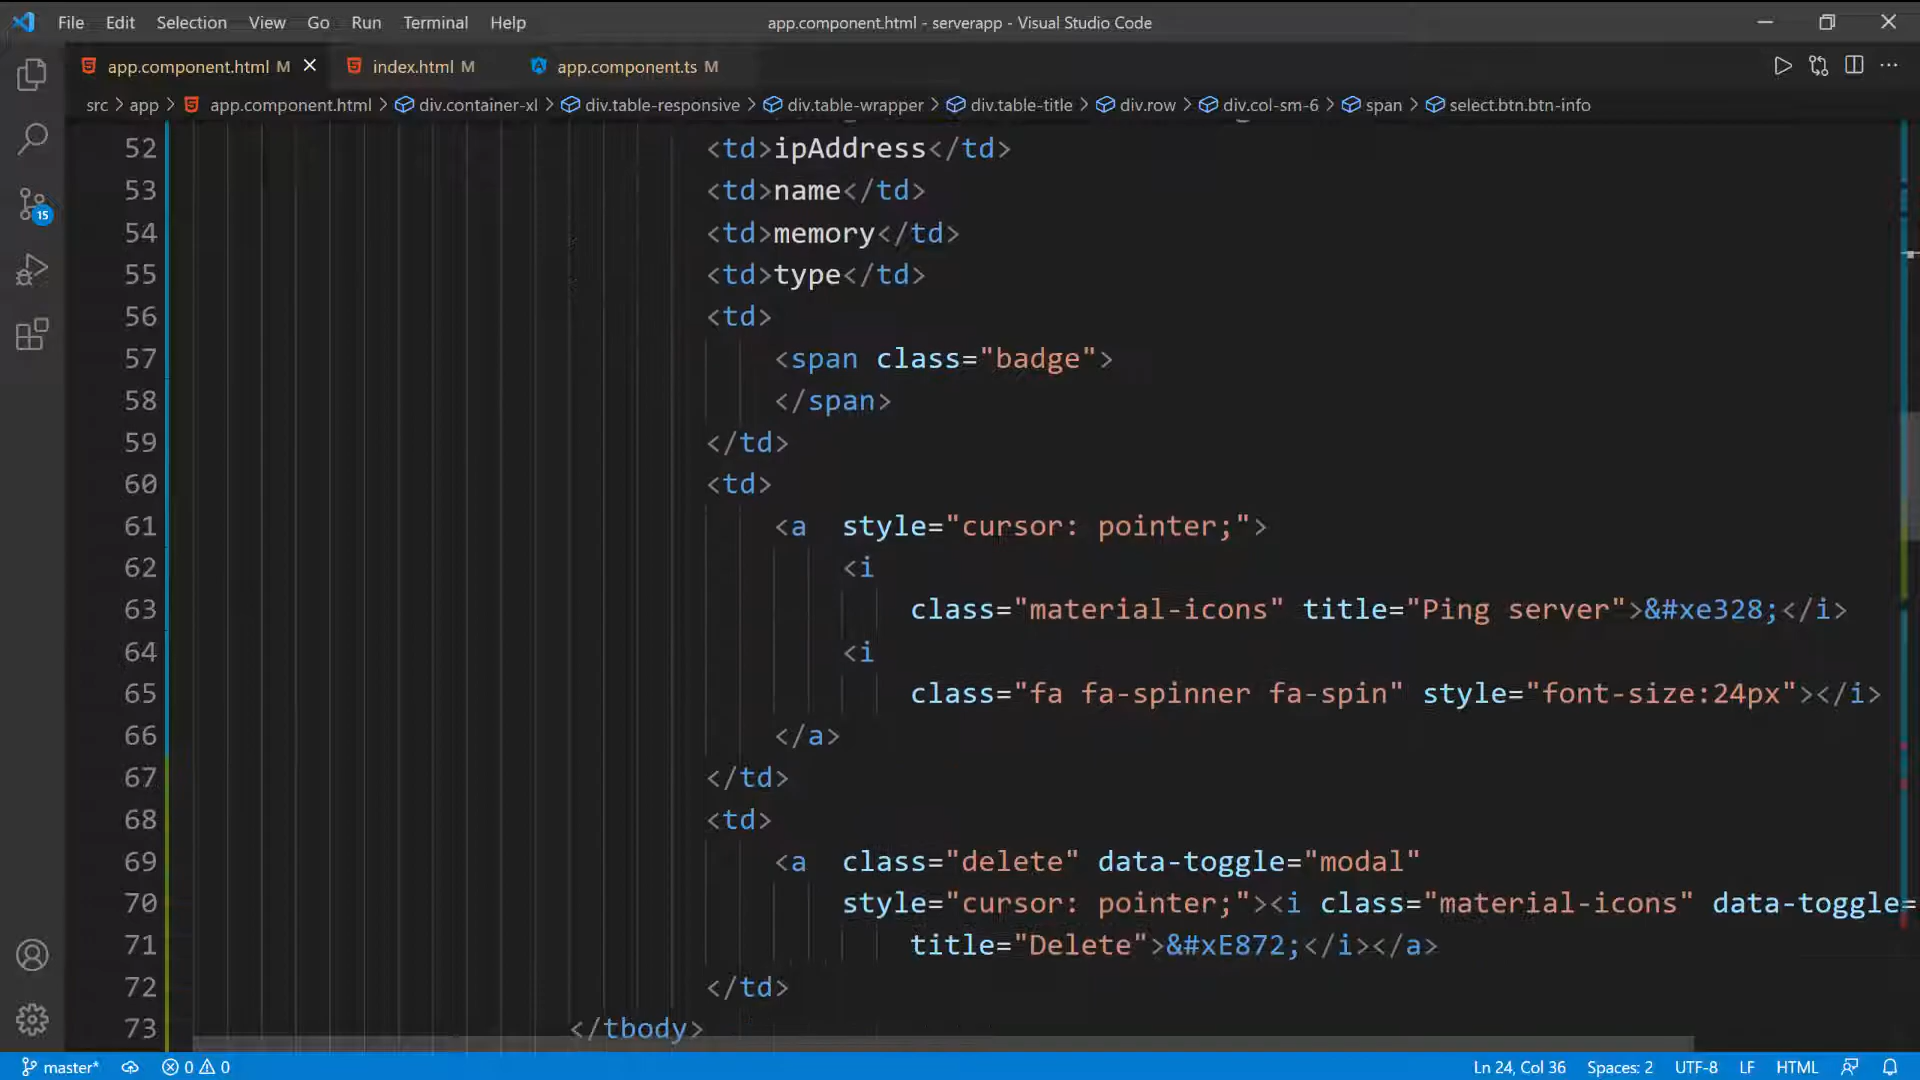 File Edit Selection View Go Run Terminal Help app.component.html - serverapp - Visual Studio Code
app.component.html M index.html M app.component.ts M
src > app > app.component.html > div.container-xl > div.table-responsive > div.table-wrapper > div.table-title > div.row > div.col-sm-6 > span > select.btn.btn-info
52 <td>ipAddress</td>
53 <td>name</td>
54 <td>memory</td>
55 <td>type</td>
56 <td>
57 <span class="badge">
58 </span>
59 </td>
60 <td>
61 <a  style="cursor: pointer;">
62 <i
63 class="material-icons" title="Ping server">&#xe328;</i>
64 <i
65 class="fa fa-spinner fa-spin" style="font-size:24px"></i>
66 </a>
67 </td>
68 <td>
69 <a  class="delete" data-toggle="modal"
70 style="cursor: pointer;"><i class="material-icons" data-toggle=
71 title="Delete">&#xE872;</i></a>
72 </td>
73 </tbody>
15
master* 0 0 Ln 24, Col 36 Spaces: 2 UTF-8 LF HTML